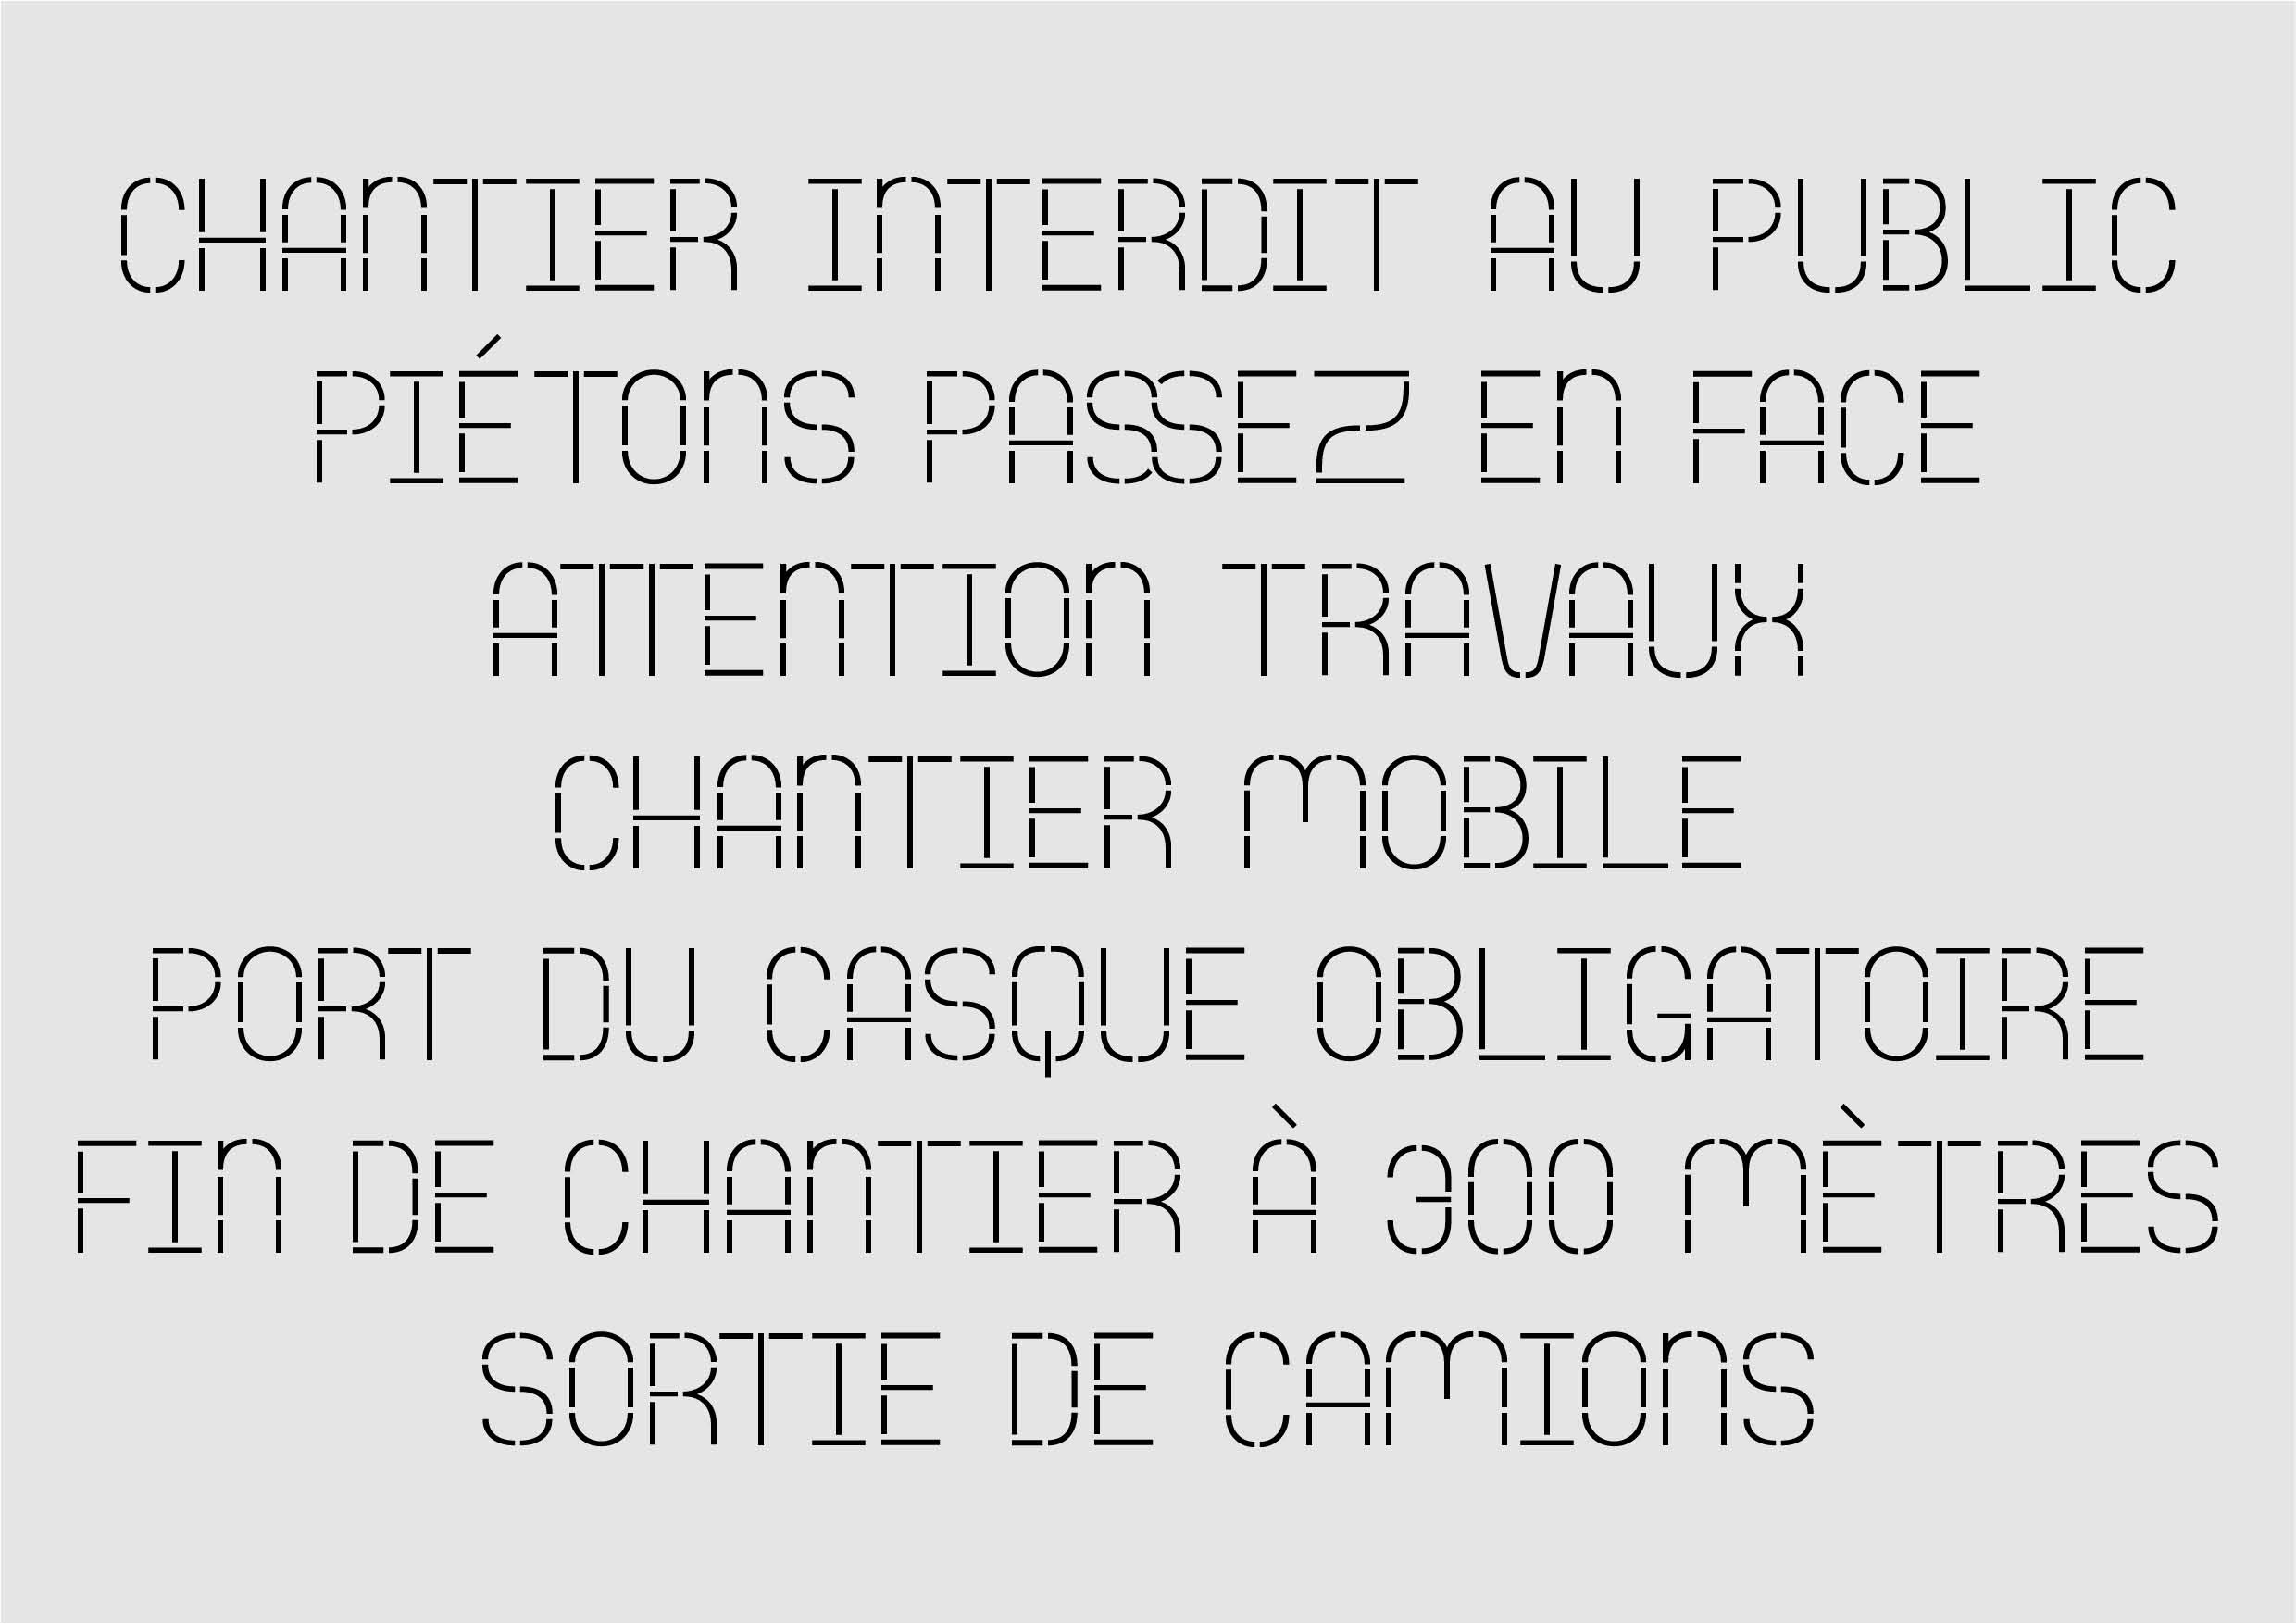 CHANTIER INTERDIT AU PUBLIC
PIÉTONS PASSEZ EN FACE
ATTENTION TRAVAUX
CHANTIER MOBILE
PORT DU CASQUE OBLIGATOIRE
FIN DE CHANTIER À 300 MÈTRES
SORTIE DE CAMIONS